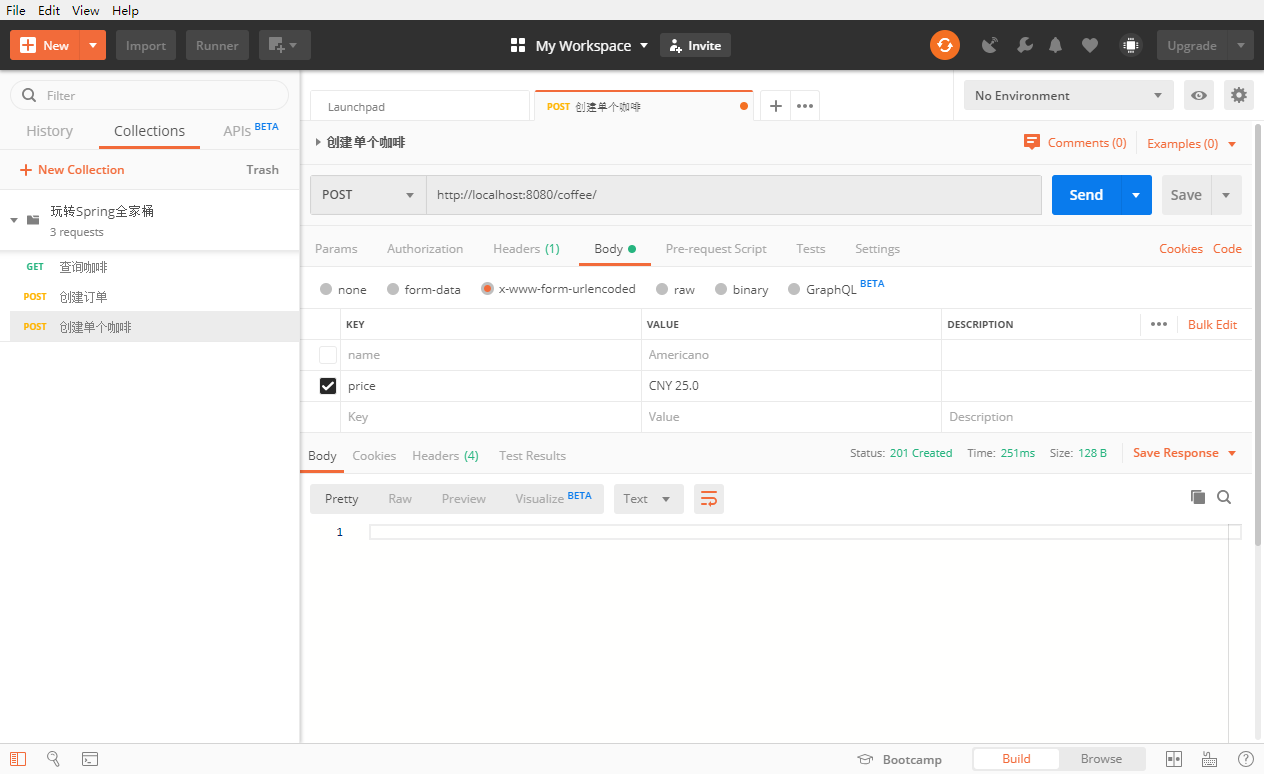 File Edit View Help
New Import Runner My Workspace Invite Upgrade
Filter
History Collections APIs BETA
New Collection Trash
玩转Spring全家桶
3 requests
GET 查询咖啡
POST 创建订单
POST 创建单个咖啡
Launchpad POST 创建单个咖啡 No Environment
创建单个咖啡 Comments (0) Examples (0)
POST http://localhost:8080/coffee/ Send Save
Params Authorization Headers (1) Body Pre-request Script Tests Settings Cookies Code
none form-data x-www-form-urlencoded raw binary GraphQL BETA
KEY VALUE DESCRIPTION Bulk Edit
name Americano
price CNY 25.0
Key Value Description
Body Cookies Headers (4) Test Results Status: 201 Created Time: 251ms Size: 128 B Save Response
Pretty Raw Preview Visualize BETA Text
1
Bootcamp Build Browse